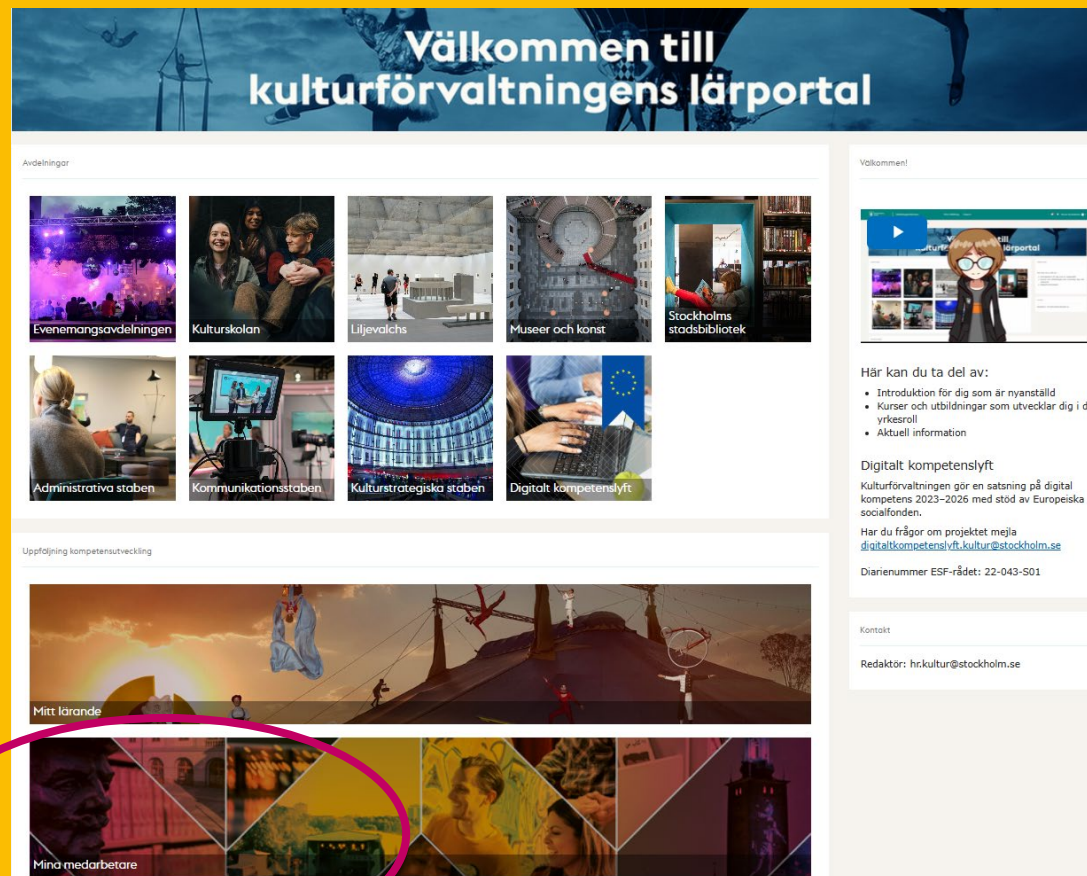 Välkommen till
kulturförvaltningens lärportal
Avdelningar
Evenemangsavdelningen
Kulturskolan
Liljevalchs
Museer och konst
Stockholms
stadsbibliotek
Administrativa staben
Kommunikationsstaben
Kulturstrategiska staben
Digitalt kompetenslyft
Uppföljning kompetensutveckling
Mitt lärande
Mina medarbetare
Välkommen!
Här kan du ta del av:
• Introduktion för dig som är nyanställd
• Kurser och utbildningar som utvecklar dig i d
yrkesroll
• Aktuell information
Digitalt kompetenslyft
Kulturförvaltningen gör en satsning på digital
kompetens 2023–2026 med stöd av Europeiska
socialfonden.
Har du frågor om projektet mejla
digitaltkompetenslyft.kultur@stockholm.se
Diarienummer ESF-rådet: 22-043-S01
Kontakt
Redaktör: hr.kultur@stockholm.se